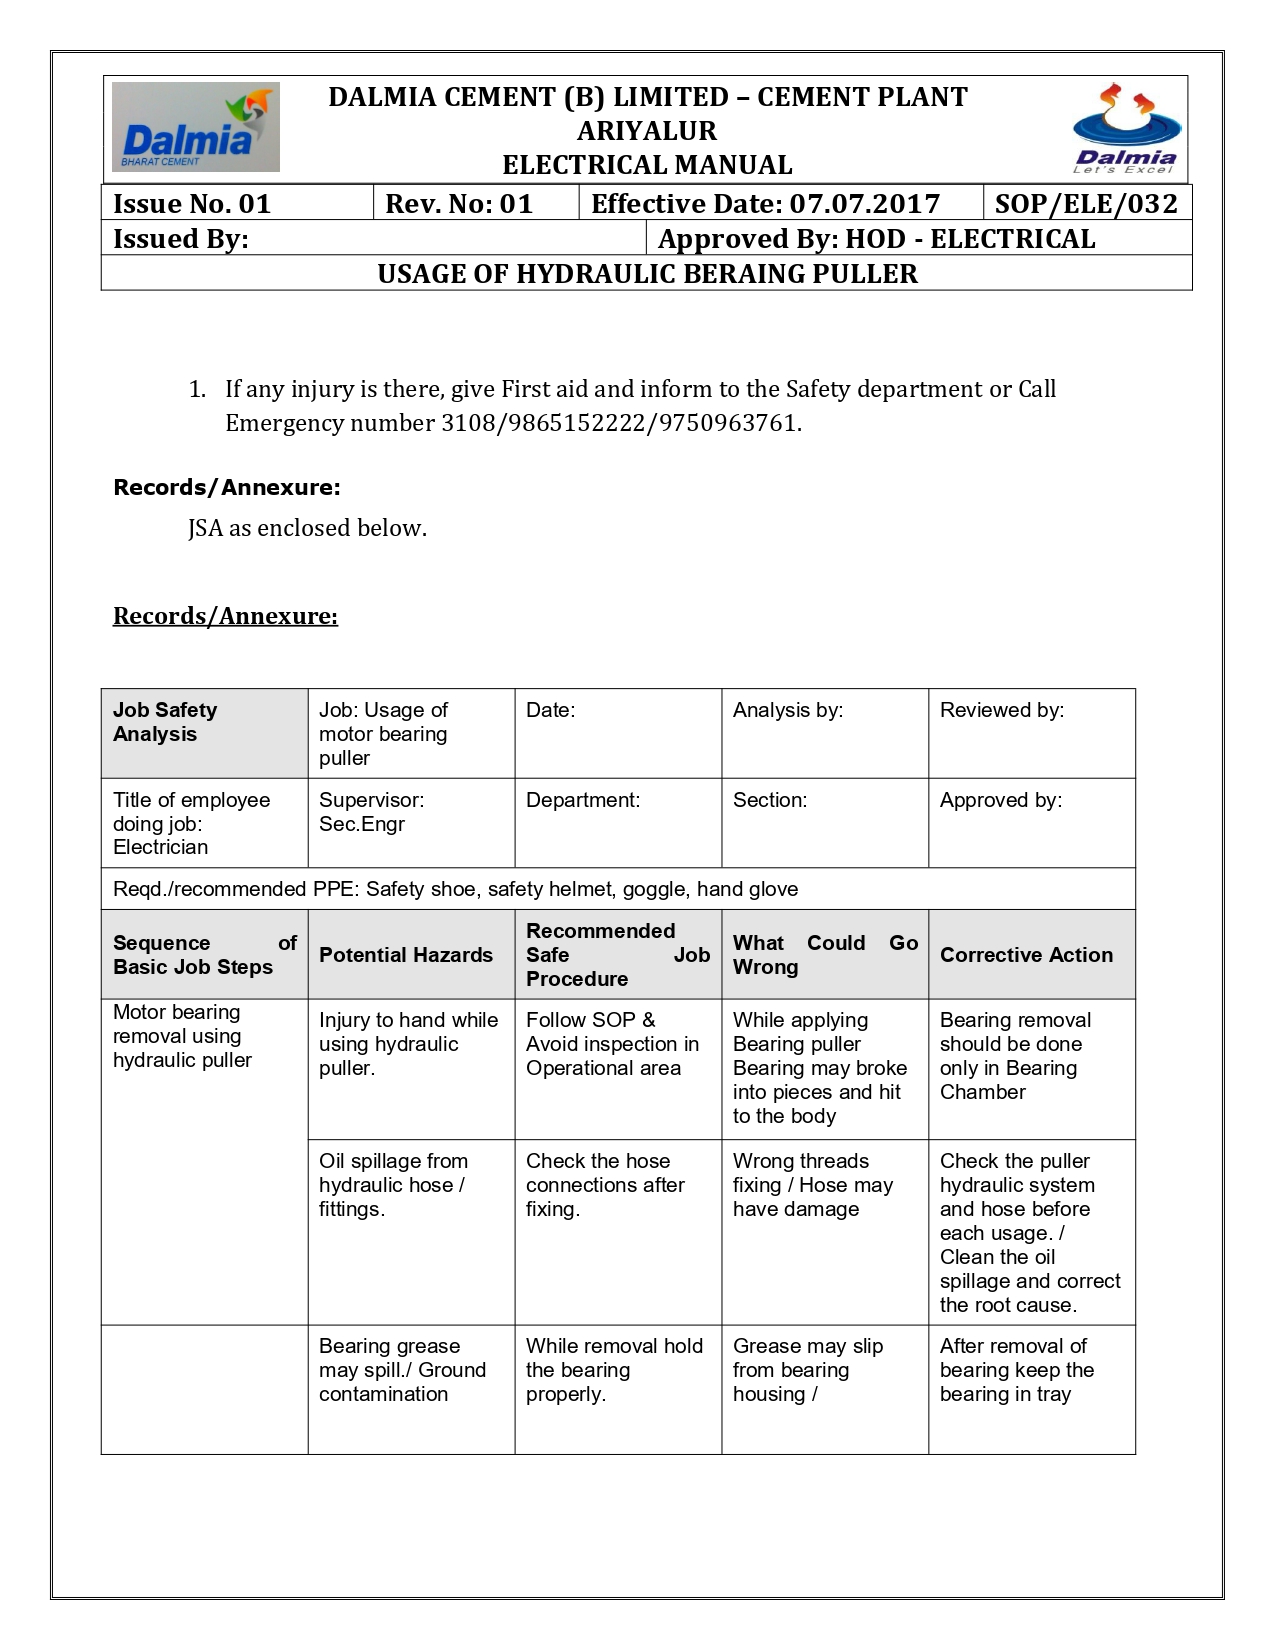 Dalmia
BHARAT CEMENT
DALMIA CEMENT (B) LIMITED – CEMENT PLANT
ARIYALUR
ELECTRICAL MANUAL
Dalmia
Let's Excel
Issue No. 01 Rev. No: 01 Effective Date: 07.07.2017 SOP/ELE/032
Issued By: Approved By: HOD - ELECTRICAL
USAGE OF HYDRAULIC BERAING PULLER
1. If any injury is there, give First aid and inform to the Safety department or Call
Emergency number 3108/9865152222/9750963761.
Records/Annexure:
JSA as enclosed below.
Records/Annexure:
Job Safety
Analysis
Job: Usage of
motor bearing
puller
Date:
Analysis by:
Reviewed by:
Title of employee
doing job:
Electrician
Supervisor:
Sec.Engr
Department:
Section:
Approved by:
Reqd./recommended PPE: Safety shoe, safety helmet, goggle, hand glove
Sequence of
Basic Job Steps
Potential Hazards
Recommended
Safe Job
Procedure
What Could Go
Wrong
Corrective Action
Motor bearing
removal using
hydraulic puller
Injury to hand while
using hydraulic
puller.
Follow SOP &
Avoid inspection in
Operational area
While applying
Bearing puller
Bearing may broke
into pieces and hit
to the body
Bearing removal
should be done
only in Bearing
Chamber
Oil spillage from
hydraulic hose /
fittings.
Check the hose
connections after
fixing.
Wrong threads
fixing / Hose may
have damage
Check the puller
hydraulic system
and hose before
each usage. /
Clean the oil
spillage and correct
the root cause.
Bearing grease
may spill./ Ground
contamination
While removal hold
the bearing
properly.
Grease may slip
from bearing
housing /
After removal of
bearing keep the
bearing in tray